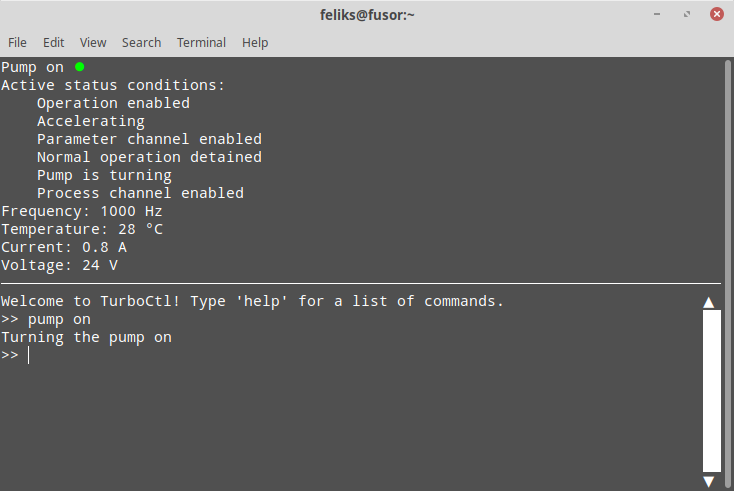 feliks@fusor:~
File Edit View Search Terminal Help
Pump on
Active status conditions:
Operation enabled
Accelerating
Parameter channel enabled
Normal operation detained
Pump is turning
Process channel enabled
Frequency: 1000 Hz
Temperature: 28 °C
Current: 0.8 A
Voltage: 24 V
Welcome to TurboCtl! Type 'help' for a list of commands.
>> pump on
Turning the pump on
>>